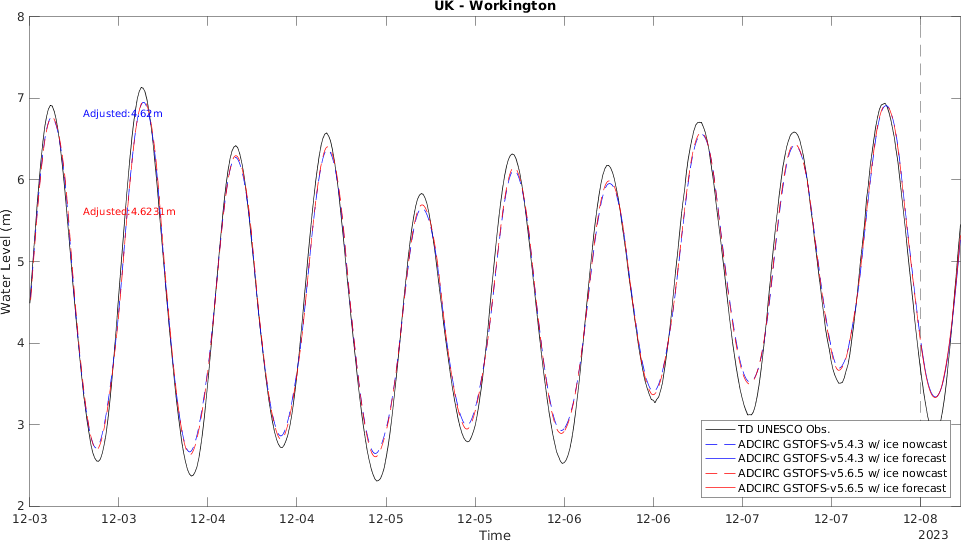 UK - Workington
8
7
6
5
4
3
2
Water Level (m)
Adjusted:4.62m
Adjusted:4.6231m
TD UNESCO Obs.
ADCIRC GSTOFS-v5.4.3 w/ ice nowcast
ADCIRC GSTOFS-v5.4.3 w/ ice forecast
ADCIRC GSTOFS-v5.6.5 w/ ice nowcast
ADCIRC GSTOFS-v5.6.5 w/ ice forecast
12-03 12-03 12-04 12-04 12-05 12-05 12-06 12-06 12-07 12-07 12-08
Time 2023